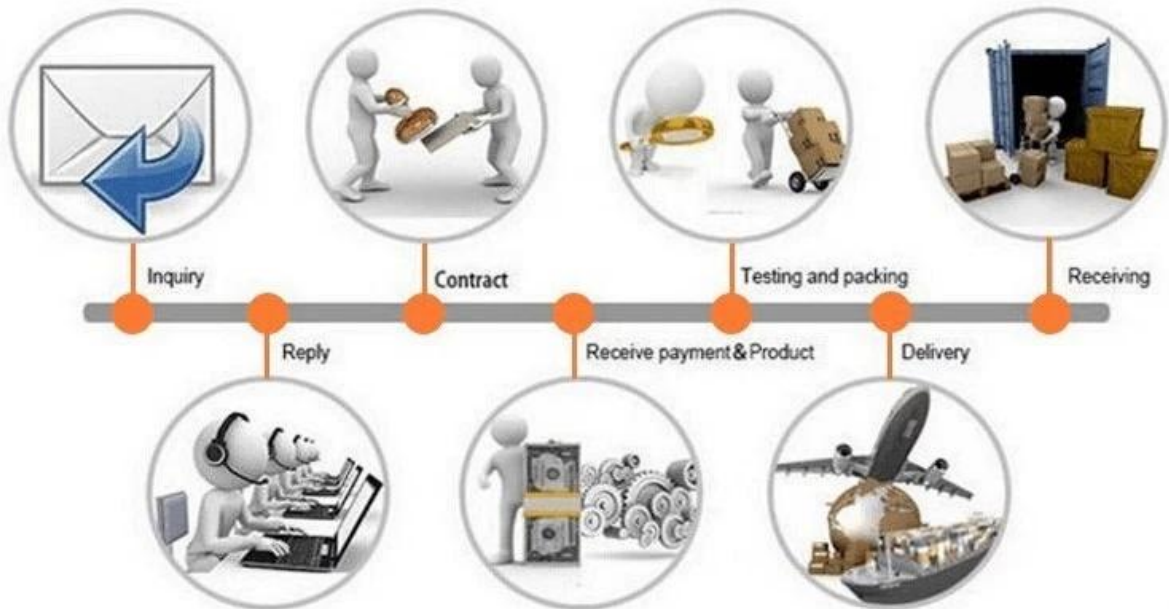 Inquiry
Reply
Contract
Receive payment&Product
Testing and packing
Delivery
Receiving